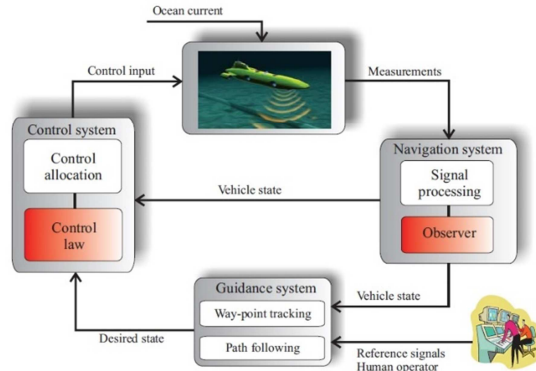 Ocean current
Control input
Measurements
Control system
Control
allocation
Control
law
Navigation system
Signal
processing
Observer
Vehicle state
Guidance system
Way-point tracking
Path following
Vehicle state
Desired state
Reference signals
Human operator